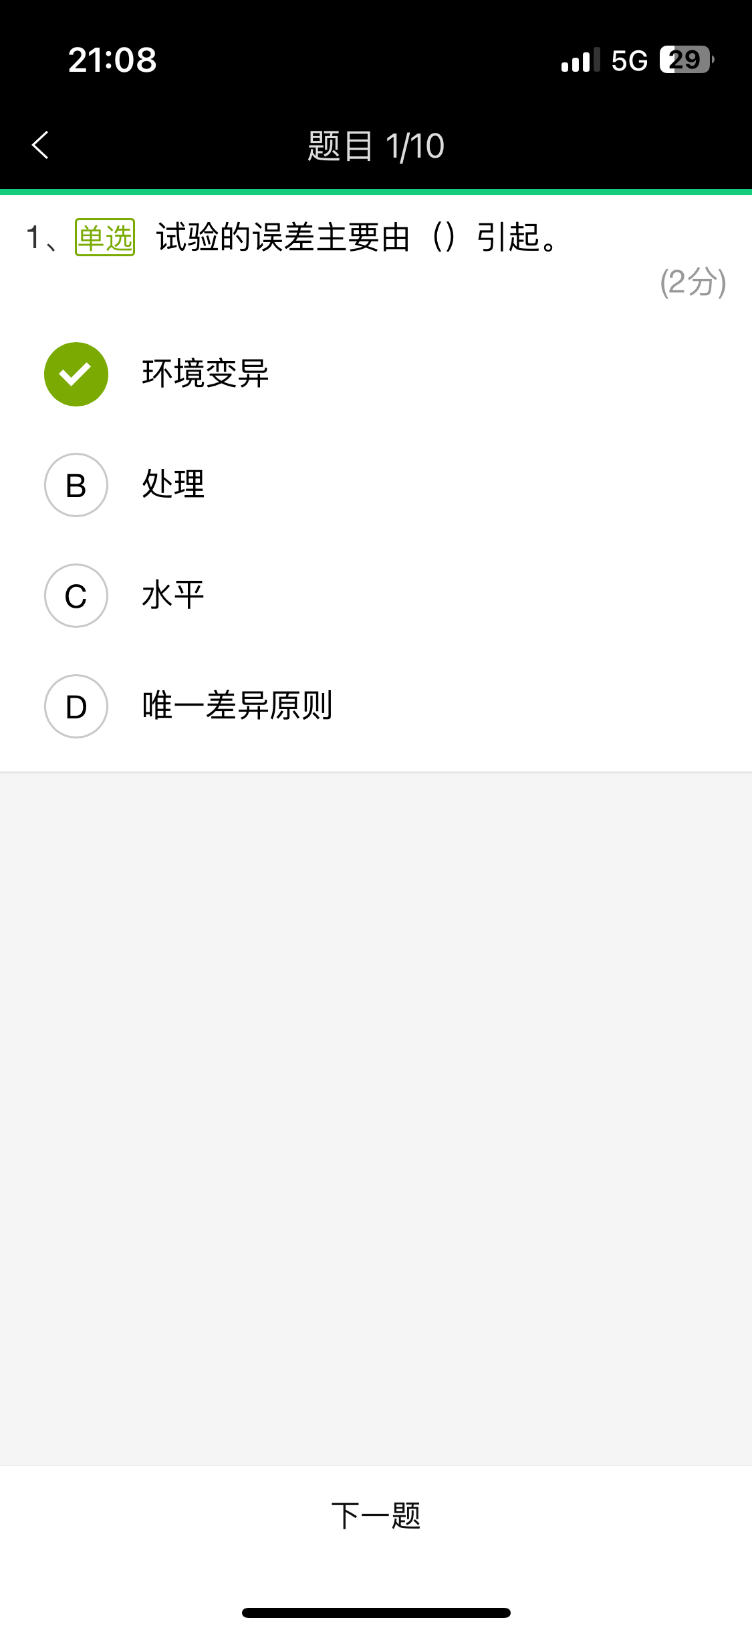 21:08 5G 29
题目 1/10
1、单选 试验的误差主要由（）引起。
(2分)
环境变异
B 处理
C 水平
D 唯一差异原则
下一题